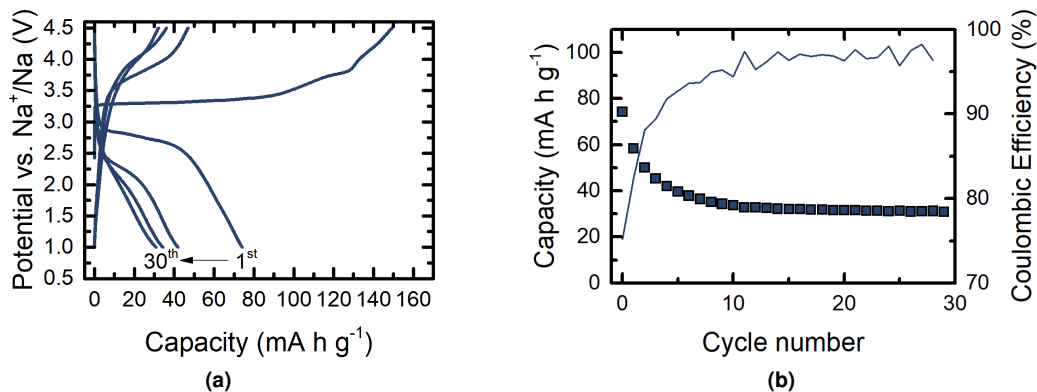 Potential vs. Na⁺/Na (V)
4.5
4.0
3.5
3.0
2.5
2.0
1.5
1.0
0.5
30ᵗʰ 1ˢᵗ
0 20 40 60 80 100 120 140 160
Capacity (mA h g⁻¹)
(a)
Capacity (mA h g⁻¹)
100
80
60
40
20
0
0 10 20 30
Cycle number
100
90
80
70
Coulombic Efficiency (%)
(b)